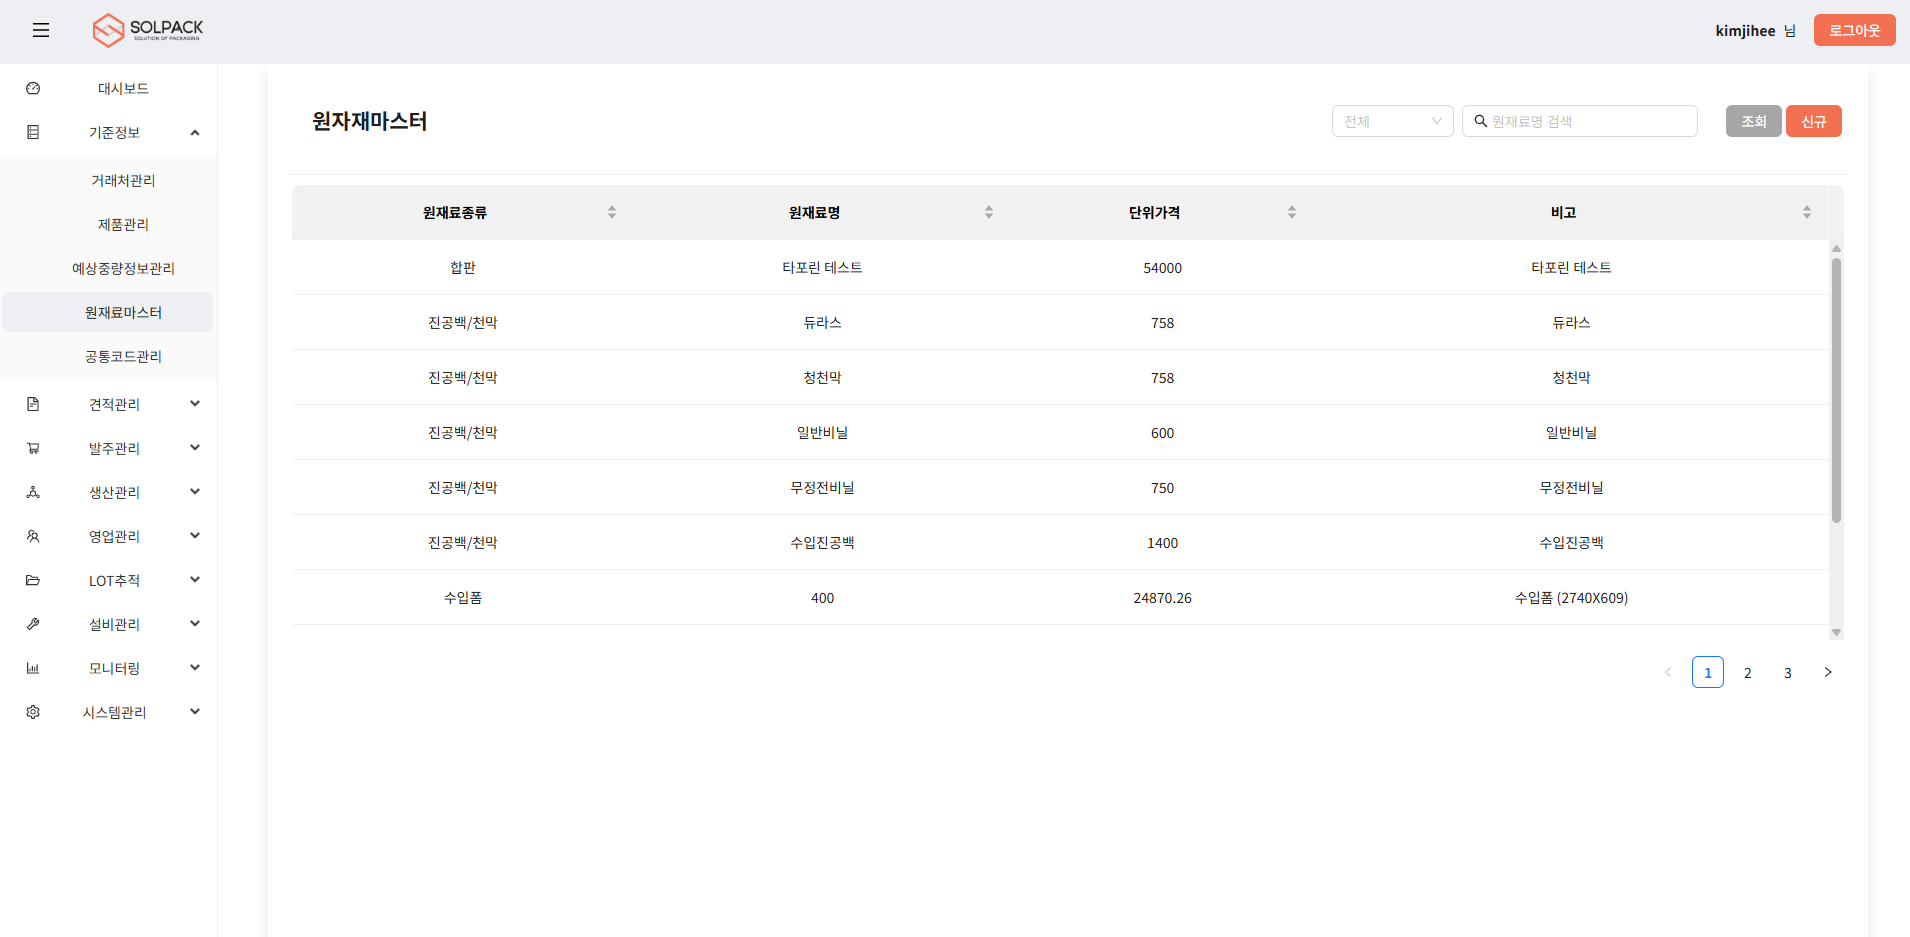 SOLPACK
SOLUTION OF PACKAGING
kimjihee 님
로그아웃
대시보드
기준정보
거래처관리
제품관리
예상중량정보관리
원재료마스터
공통코드관리
견적관리
발주관리
생산관리
영업관리
LOT추적
설비관리
모니터링
시스템관리
원자재마스터
전체
원재료명 검색
조회
신규
원재료종류 원재료명 단위가격 비고
합판 타포린 테스트 54000 타포린 테스트
진공백/천막 듀라스 758 듀라스
진공백/천막 청천막 758 청천막
진공백/천막 일반비닐 600 일반비닐
진공백/천막 무정전비닐 750 무정전비닐
진공백/천막 수입진공백 1400 수입진공백
수입폼 400 24870.26 수입폼 (2740X609)
1 2 3